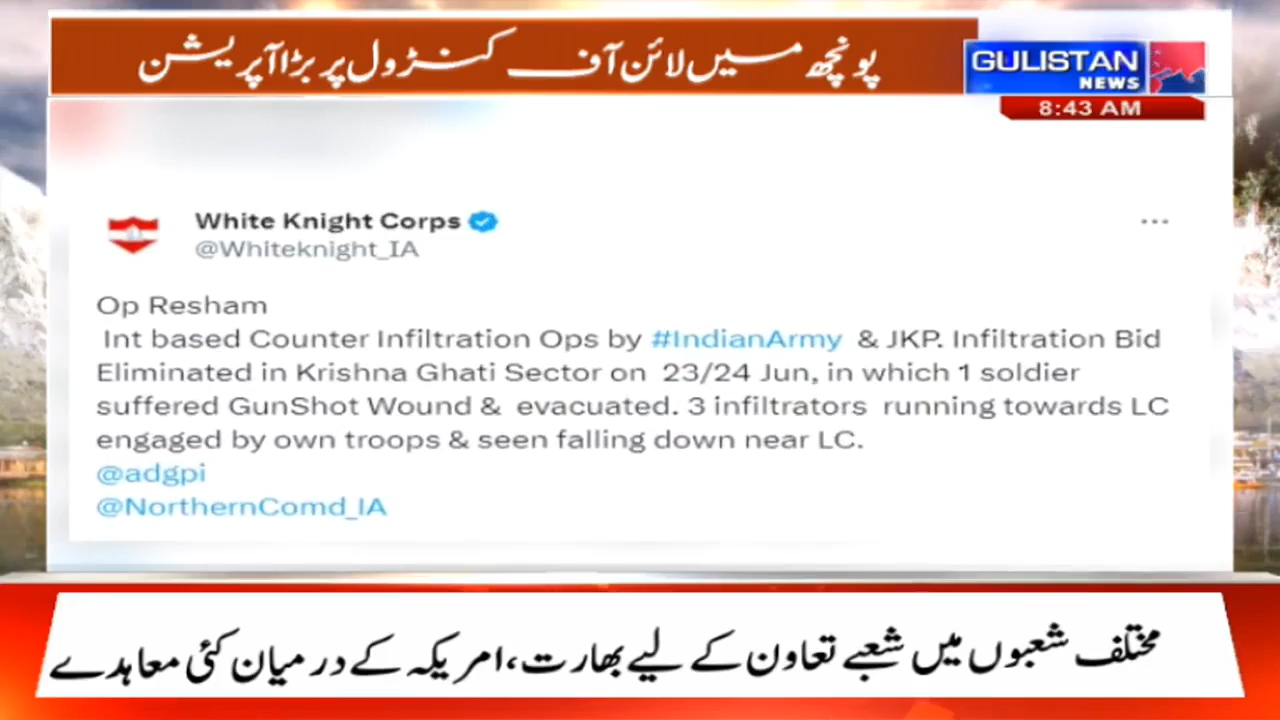 پونچھ میں لائن آف کنڑول پر بڑا آپریشن
GULISTAN
NEWS
8:43 AM
White Knight Corps
@Whiteknight_IA
Op Resham
Int based Counter Infiltration Ops by #IndianArmy & JKP. Infiltration Bid
Eliminated in Krishna Ghati Sector on 23/24 Jun, in which 1 soldier
suffered GunShot Wound & evacuated. 3 infiltrators running towards LC
engaged by own troops & seen falling down near LC.
@adgpi
@NorthernComd_IA
مختلف شعبوں میں شعبے تعاون کے لیے بھارت، امریکہ کے درمیان کئی معاہدے